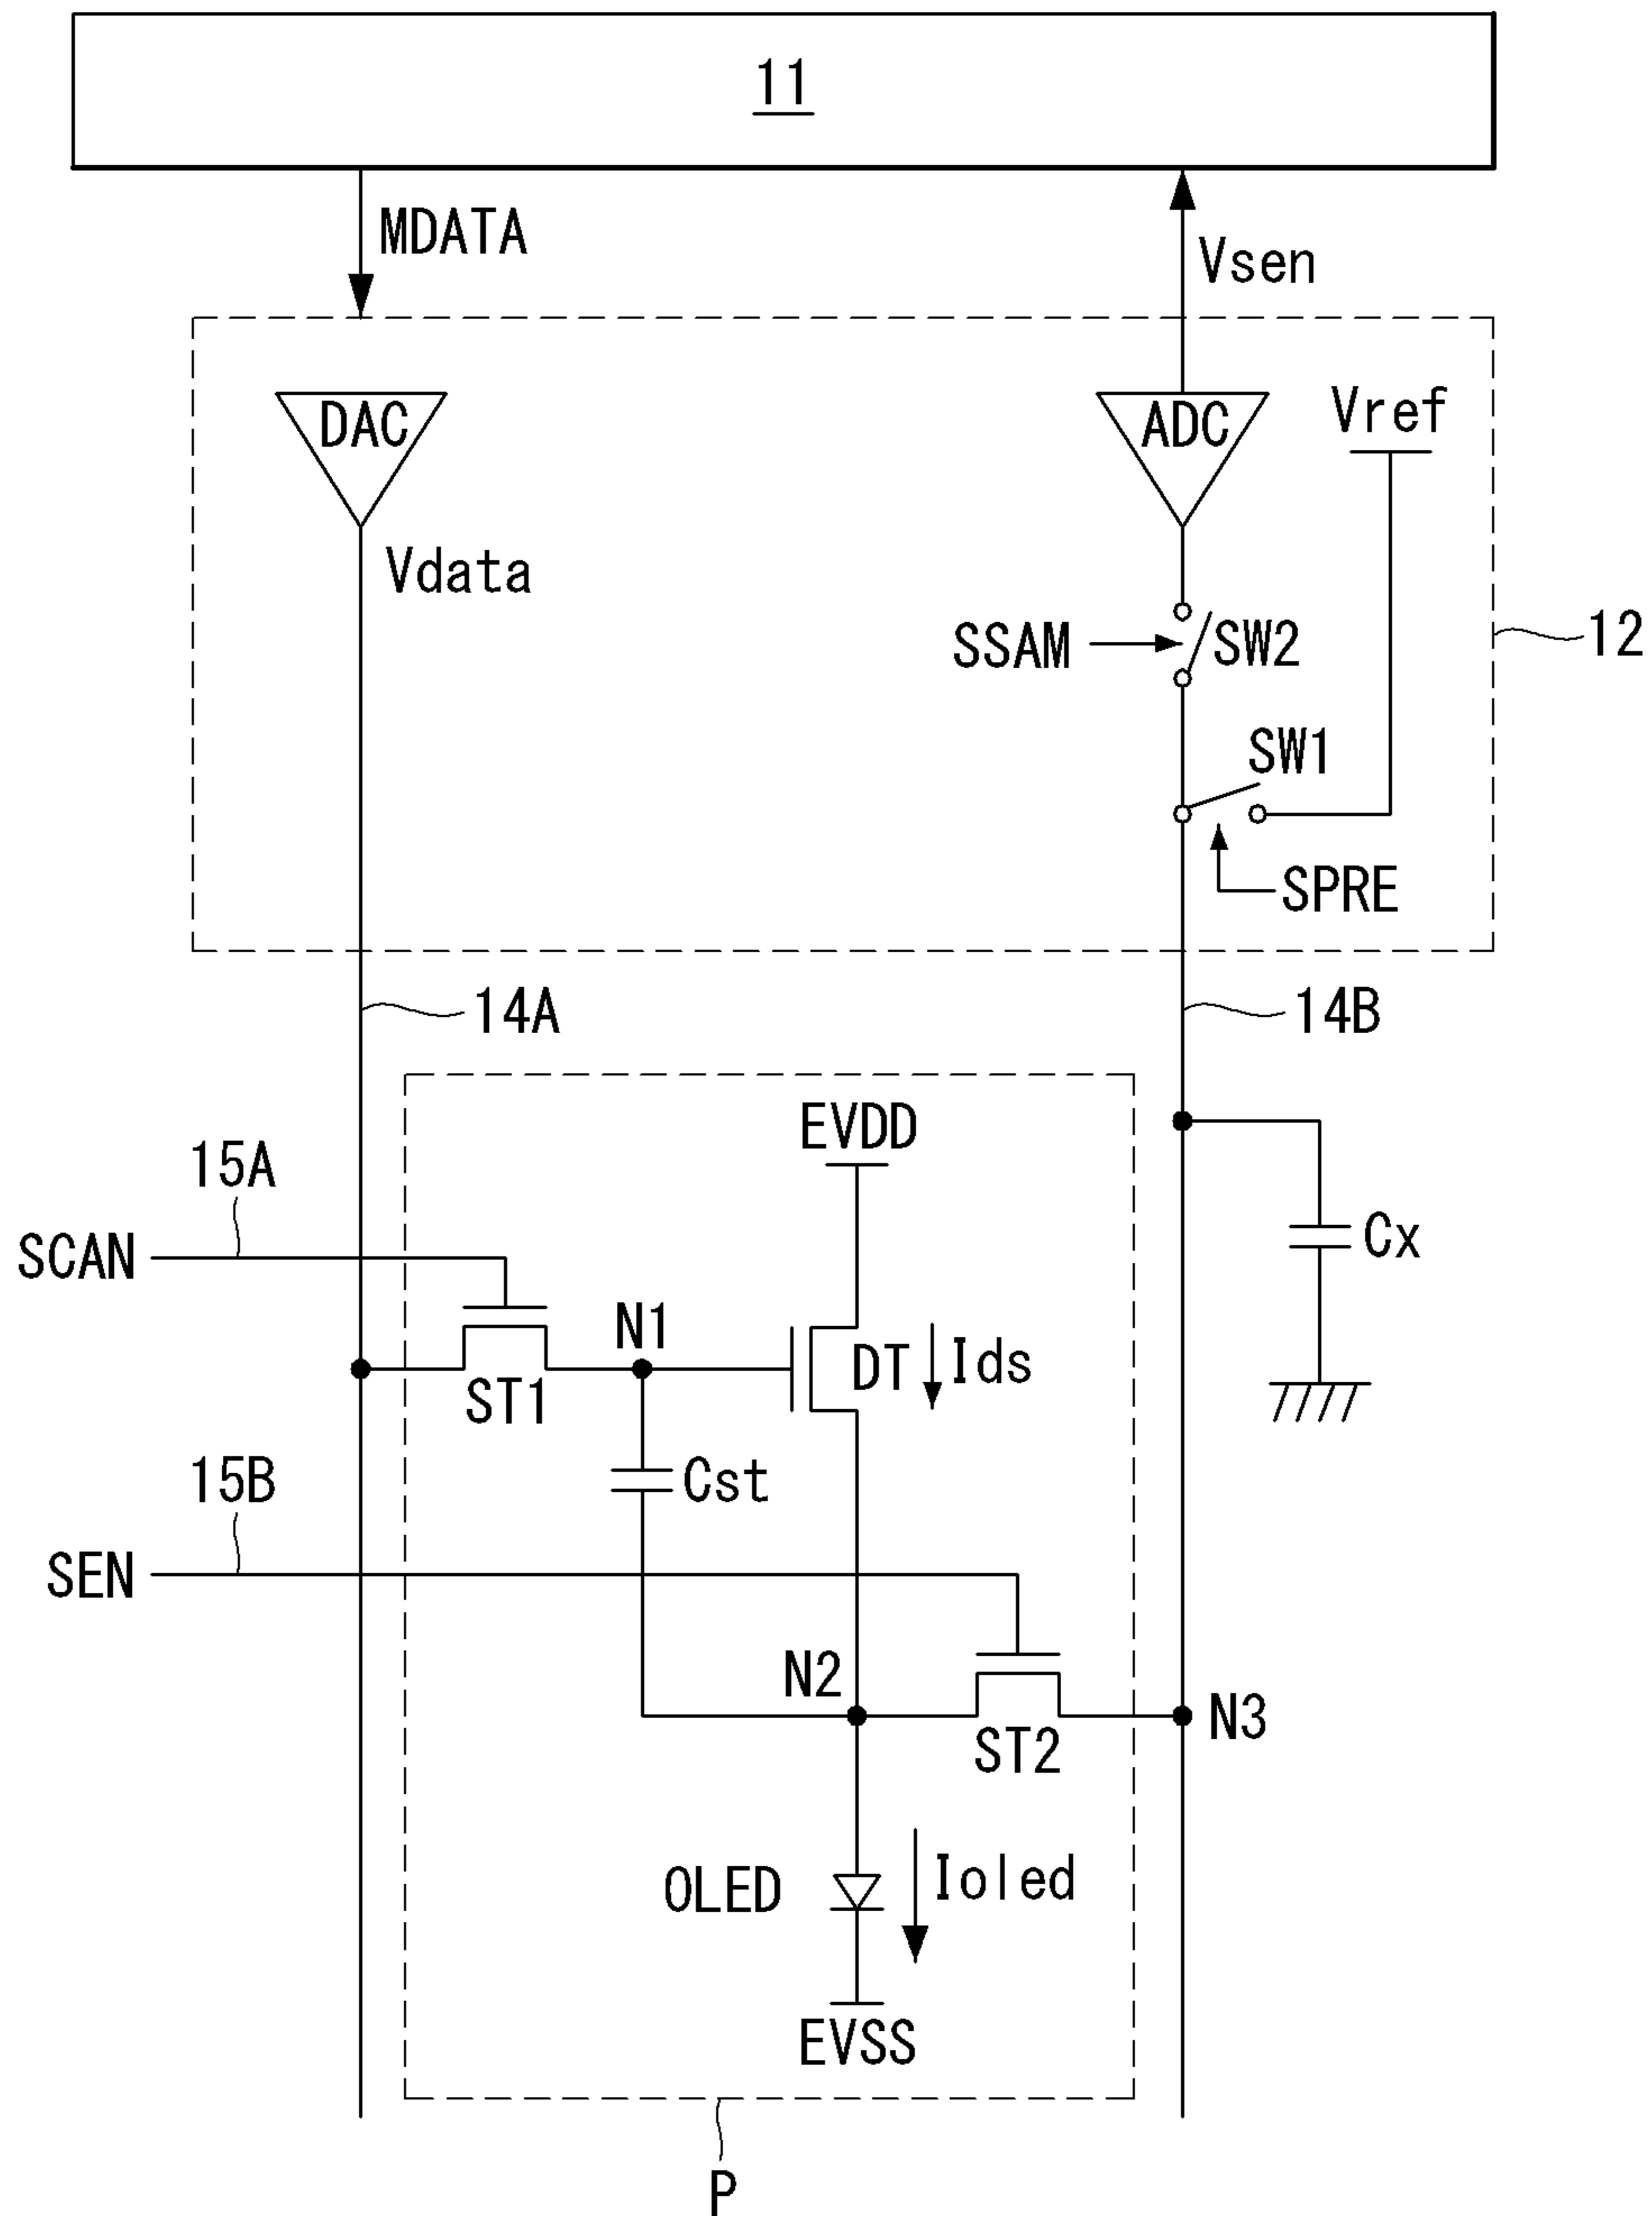 11
MDATA
Vsen
DAC
ADC
Vref
Vdata
SSAM
SW2
12
SW1
SPRE
14A
14B
EVDD
15A
SCAN
Cx
N1
DT
Ids
ST1
15B
Cst
SEN
N2
N3
ST2
OLED
Ioled
EVSS
P